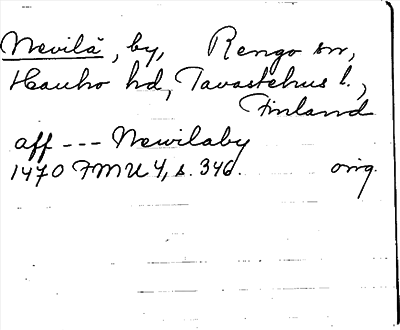 Nevilä, by, Rengo sn,
Hauho hd, Tavastehus l.,
Finland
aff --- Newilaby
1470 FMU 4, s. 346. orig.